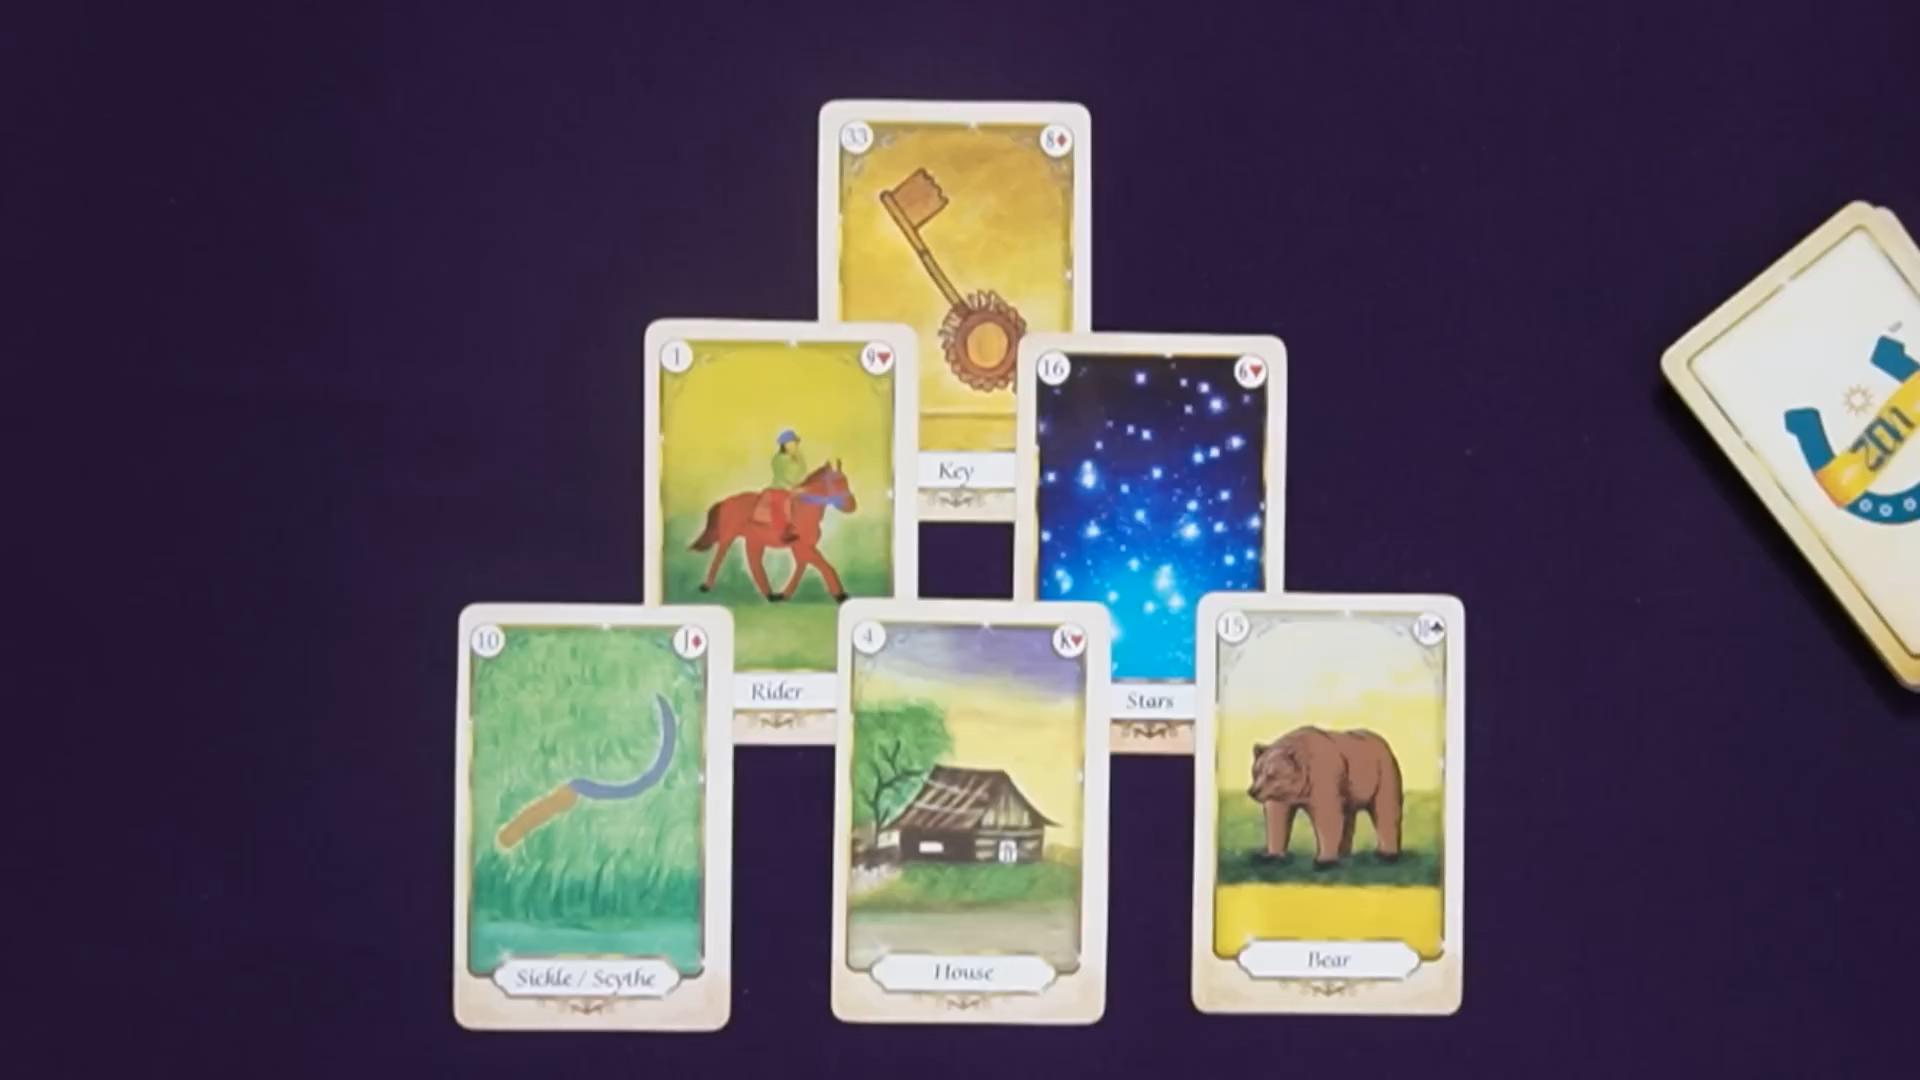 33 8
Key
1 9
Rider
16 6
Stars
10 J
Sickle / Scythe
4 K
House
15 10
Bear